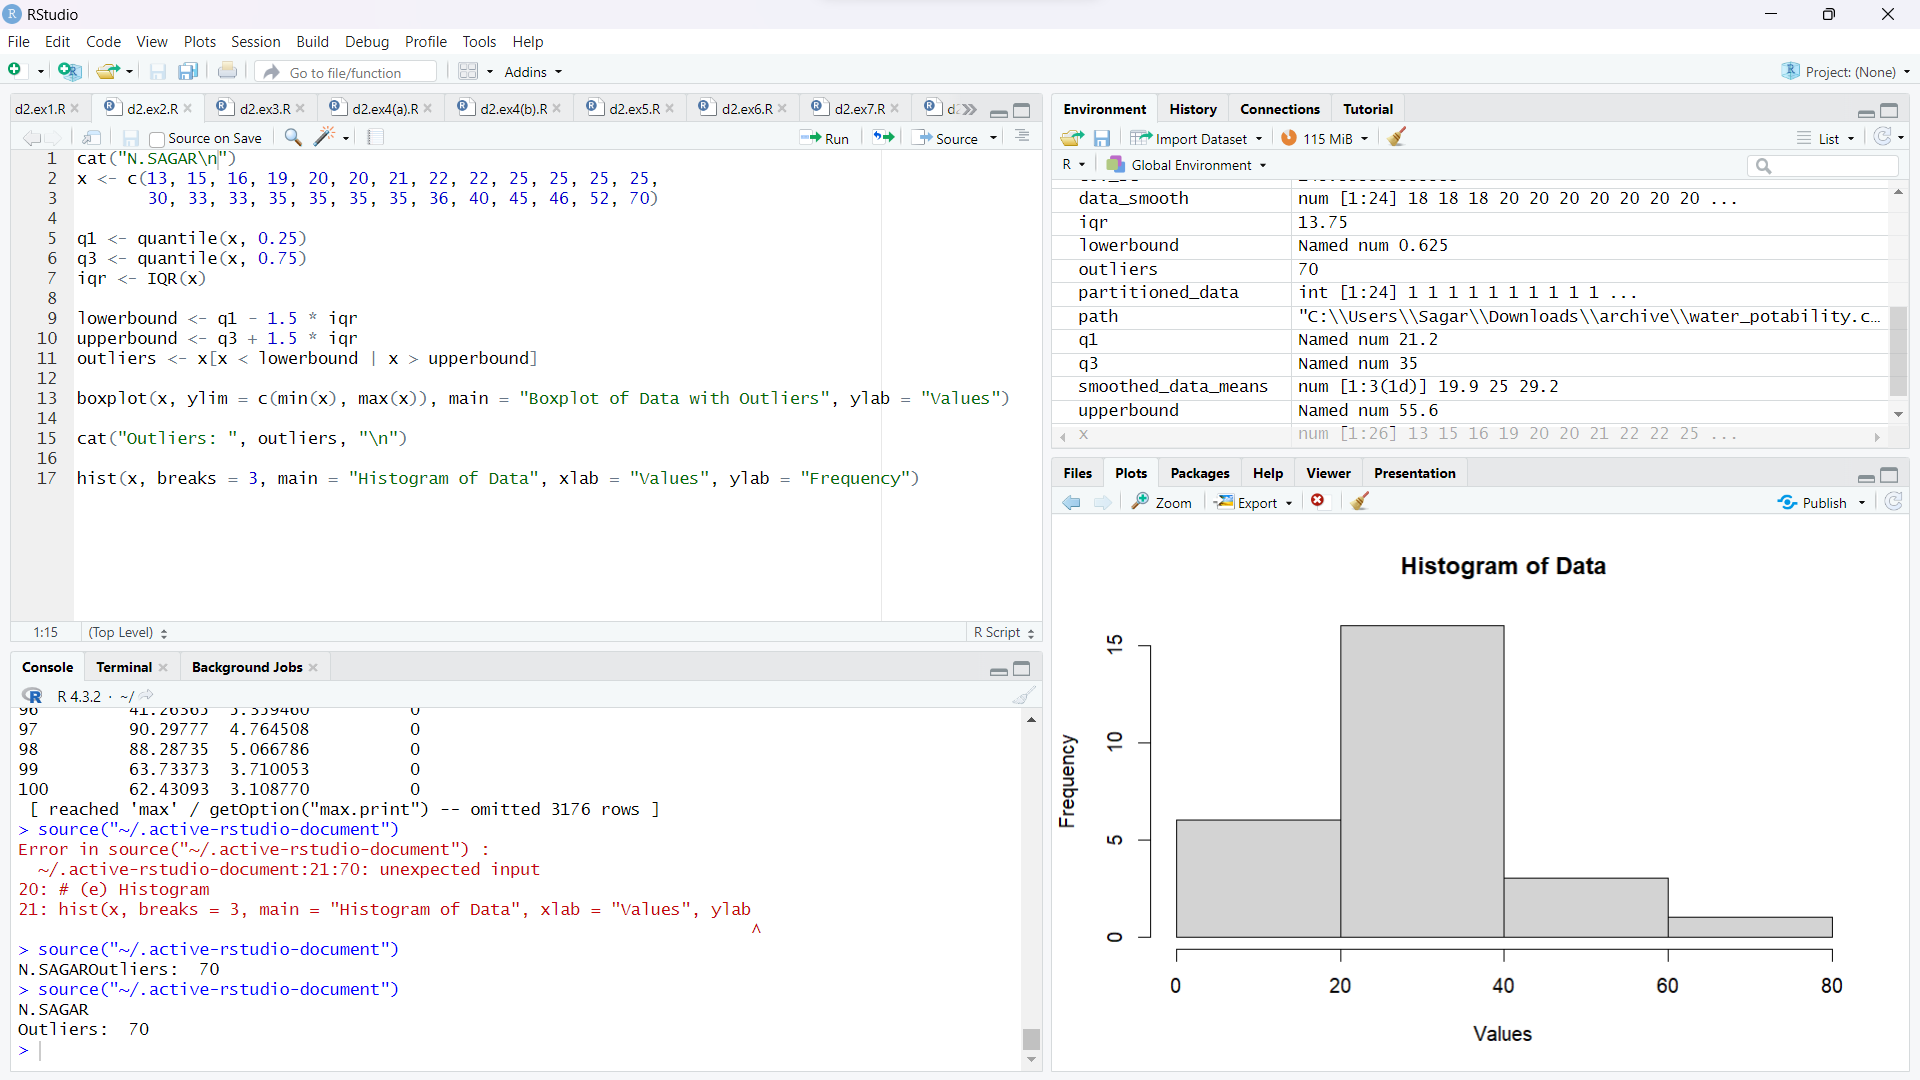 RStudio
File Edit Code View Plots Session Build Debug Profile Tools Help
Go to file/function Addins Project: (None)
d2.ex1.R d2.ex2.R d2.ex3.R d2.ex4(a).R d2.ex4(b).R d2.ex5.R d2.ex6.R d2.ex7.R
Source on Save Run Source
1 cat("N.SAGAR\n")
2 x <- c(13, 15, 16, 19, 20, 20, 21, 22, 22, 25, 25, 25, 25,
3 30, 33, 33, 35, 35, 35, 35, 36, 40, 45, 46, 52, 70)
4
5 q1 <- quantile(x, 0.25)
6 q3 <- quantile(x, 0.75)
7 iqr <- IQR(x)
8
9 lowerbound <- q1 - 1.5 * iqr
10 upperbound <- q3 + 1.5 * iqr
11 outliers <- x[x < lowerbound | x > upperbound]
12
13 boxplot(x, ylim = c(min(x), max(x)), main = "Boxplot of Data with Outliers", ylab = "Values")
14
15 cat("Outliers: ", outliers, "\n")
16
17 hist(x, breaks = 3, main = "Histogram of Data", xlab = "Values", ylab = "Frequency")
1:15 (Top Level) R Script
Console Terminal Background Jobs
R 4.3.2 · ~/
96 41.26365 5.359460 0
97 90.29777 4.764508 0
98 88.28735 5.066786 0
99 63.73373 3.710053 0
100 62.43093 3.108770 0
[ reached 'max' / getOption("max.print") -- omitted 3176 rows ]
> source("~/.active-rstudio-document")
Error in source("~/.active-rstudio-document") :
~/.active-rstudio-document:21:70: unexpected input
20: # (e) Histogram
21: hist(x, breaks = 3, main = "Histogram of Data", xlab = "Values", ylab
^
> source("~/.active-rstudio-document")
N.SAGAROutliers: 70
> source("~/.active-rstudio-document")
N.SAGAR
Outliers: 70
>
Environment History Connections Tutorial
Import Dataset 115 MiB List
R Global Environment
data_smooth num [1:24] 18 18 18 20 20 20 20 20 20 20 ...
iqr 13.75
lowerbound Named num 0.625
outliers 70
partitioned_data int [1:24] 1 1 1 1 1 1 1 1 1 1 ...
path "C:\\Users\\Sagar\\Downloads\\archive\\water_potability.c…
q1 Named num 21.2
q3 Named num 35
smoothed_data_means num [1:3(1d)] 19.9 25 29.2
upperbound Named num 55.6
x num [1:26] 13 15 16 19 20 20 21 22 22 25 ...
Files Plots Packages Help Viewer Presentation
Zoom Export Publish
Histogram of Data
Frequency
15
10
5
0
0 20 40 60 80
Values